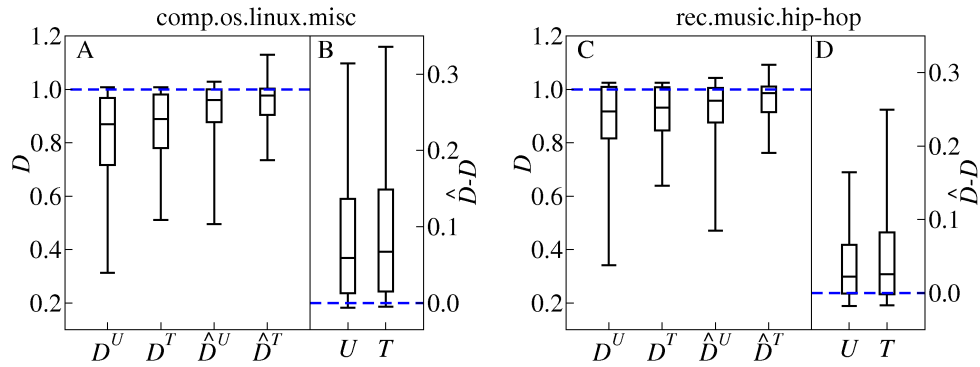 comp.os.linux.misc
rec.music.hip-hop
A
B
C
D
1.2
1.0
0.8
0.6
0.4
0.2
D
D^U
D^T
D̂^U
D̂^T
U
T
0.3
0.2
0.1
0.0
D̂-D
1.2
1.0
0.8
0.6
0.4
0.2
D
D^U
D^T
D̂^U
D̂^T
U
T
0.3
0.2
0.1
0.0
D̂-D